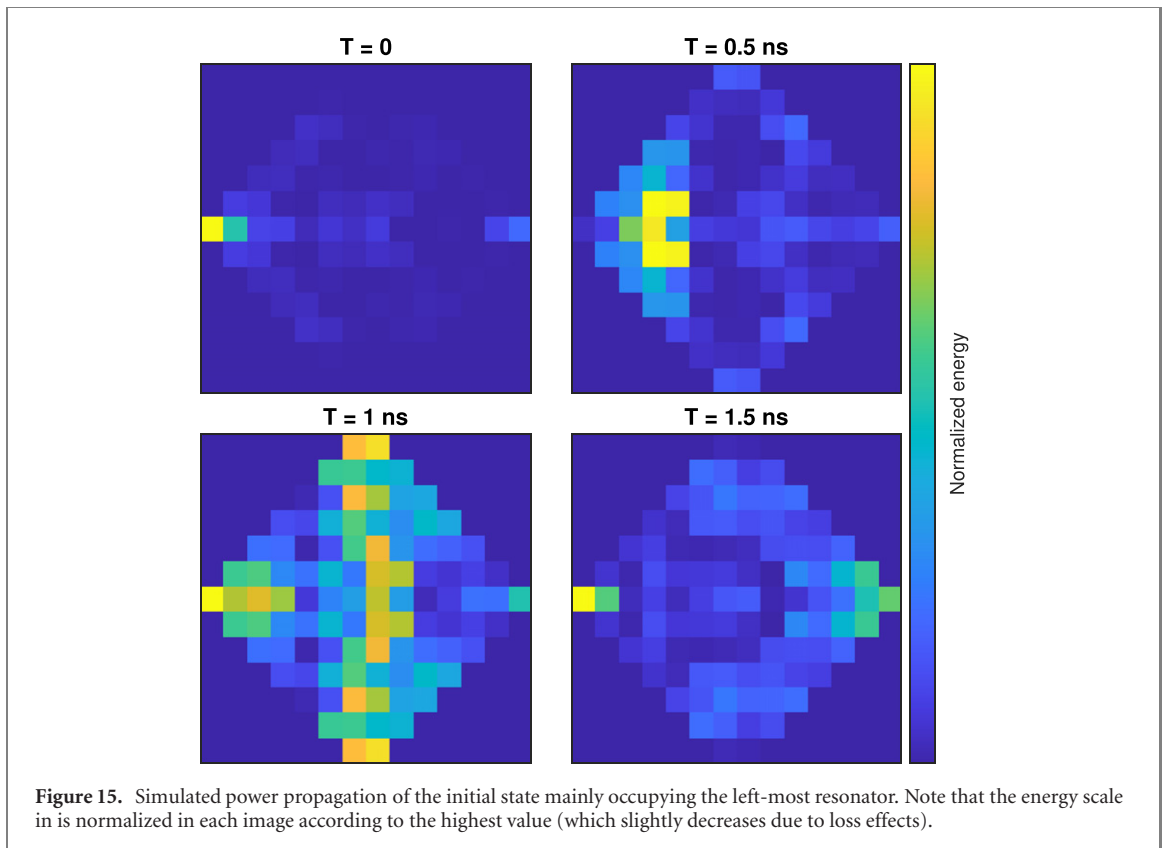 T = 0
T = 0.5 ns
T = 1 ns
T = 1.5 ns
Normalized energy
Figure 15. Simulated power propagation of the initial state mainly occupying the left-most resonator. Note that the energy scale
in is normalized in each image according to the highest value (which slightly decreases due to loss effects).